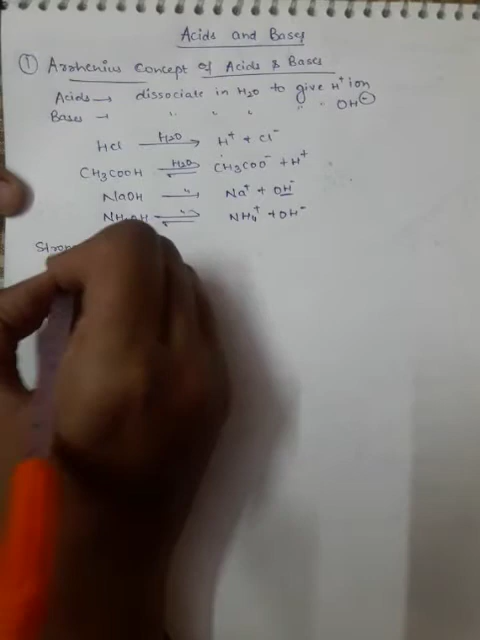 Acids and Bases
① Arrhenius Concept of Acids & Bases
Acids → dissociate in H₂O to give H⁺ ion
Bases → " " " " " OH⁻
HCl —H₂O→ H⁺ + Cl⁻
CH₃COOH ⇌H₂O CH₃COO⁻ + H⁺
NaOH —"→ Na⁺ + OH⁻
NH₄OH ⇌" NH₄⁺ + OH⁻